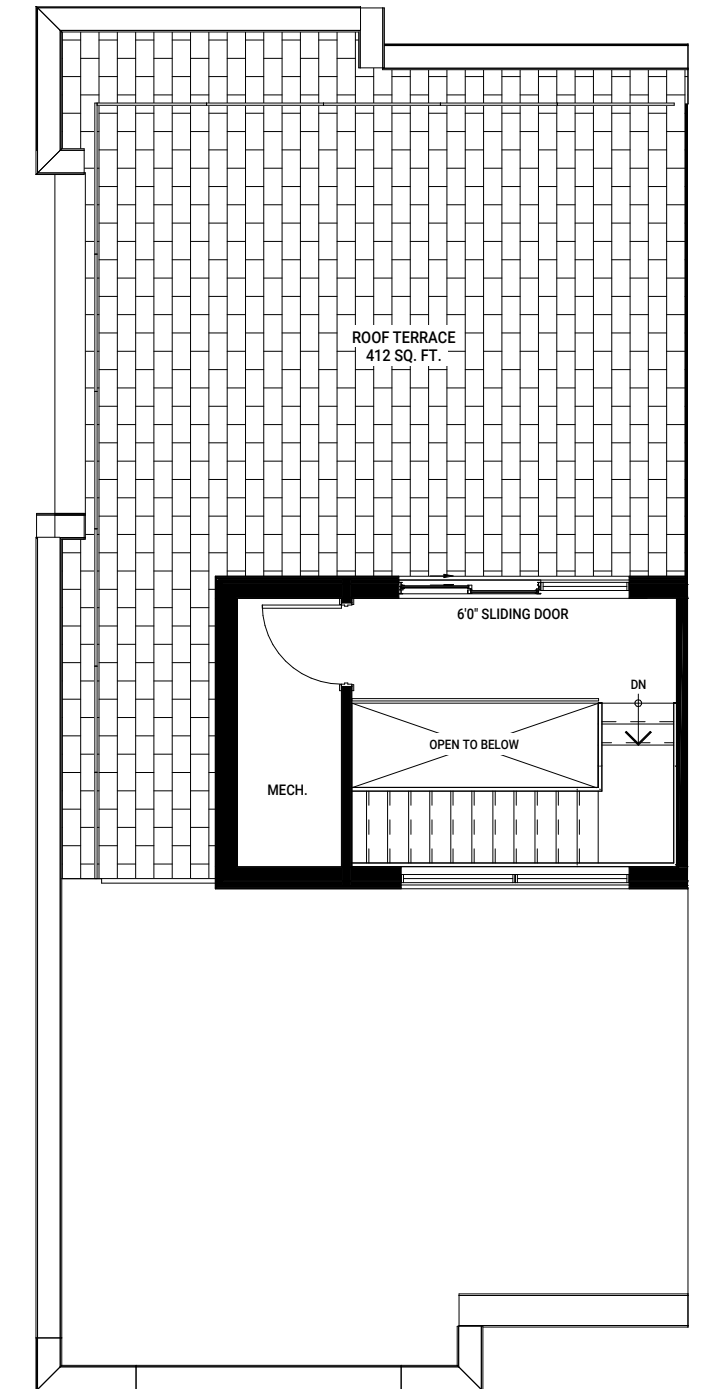 ROOF TERRACE
412 SQ. FT.
6'0" SLIDING DOOR
DN
OPEN TO BELOW
MECH.